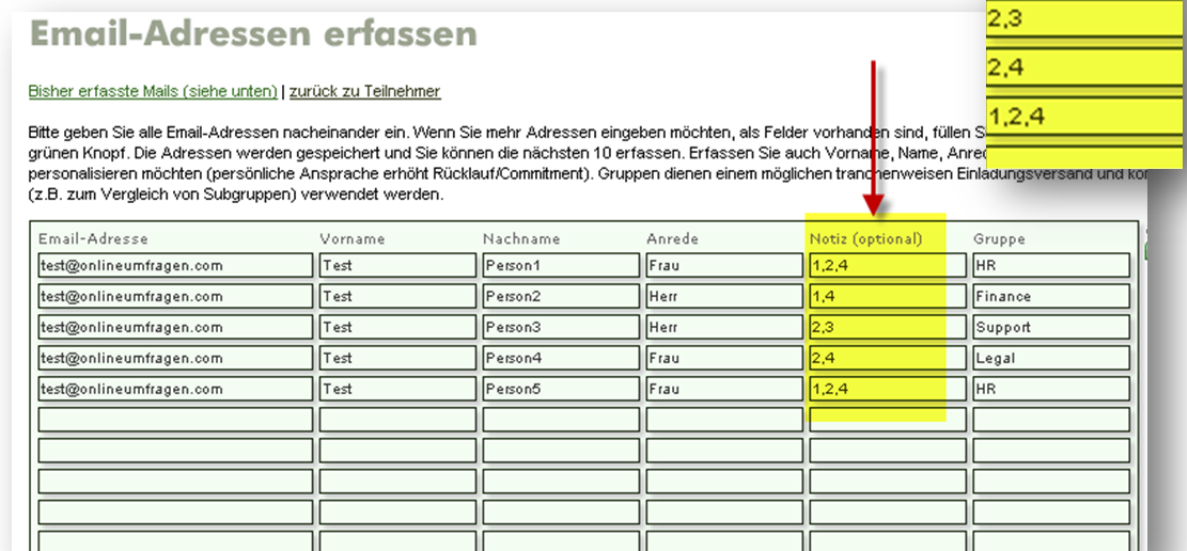 Email-Adressen erfassen
2,3
2,4
1,2,4
Bisher erfasste Mails (siehe unten) | zurück zu Teilnehmer
Bitte geben Sie alle Email-Adressen nacheinander ein. Wenn Sie mehr Adressen eingeben möchten, als Felder vorhanden sind, füllen S
grünen Knopf. Die Adressen werden gespeichert und Sie können die nächsten 10 erfassen. Erfassen Sie auch Vorname, Name, Anred
personalisieren möchten (persönliche Ansprache erhöht Rücklauf/Commitment). Gruppen dienen einem möglichen tranchenweisen Einladungsversand und kön
(z.B. zum Vergleich von Subgruppen) verwendet werden.
Email-Adresse Vorname Nachname Anrede Notiz (optional) Gruppe
test@onlineumfragen.com Test Person1 Frau 1,2,4 HR
test@onlineumfragen.com Test Person2 Herr 1,4 Finance
test@onlineumfragen.com Test Person3 Herr 2,3 Support
test@onlineumfragen.com Test Person4 Frau 2,4 Legal
test@onlineumfragen.com Test Person5 Frau 1,2,4 HR